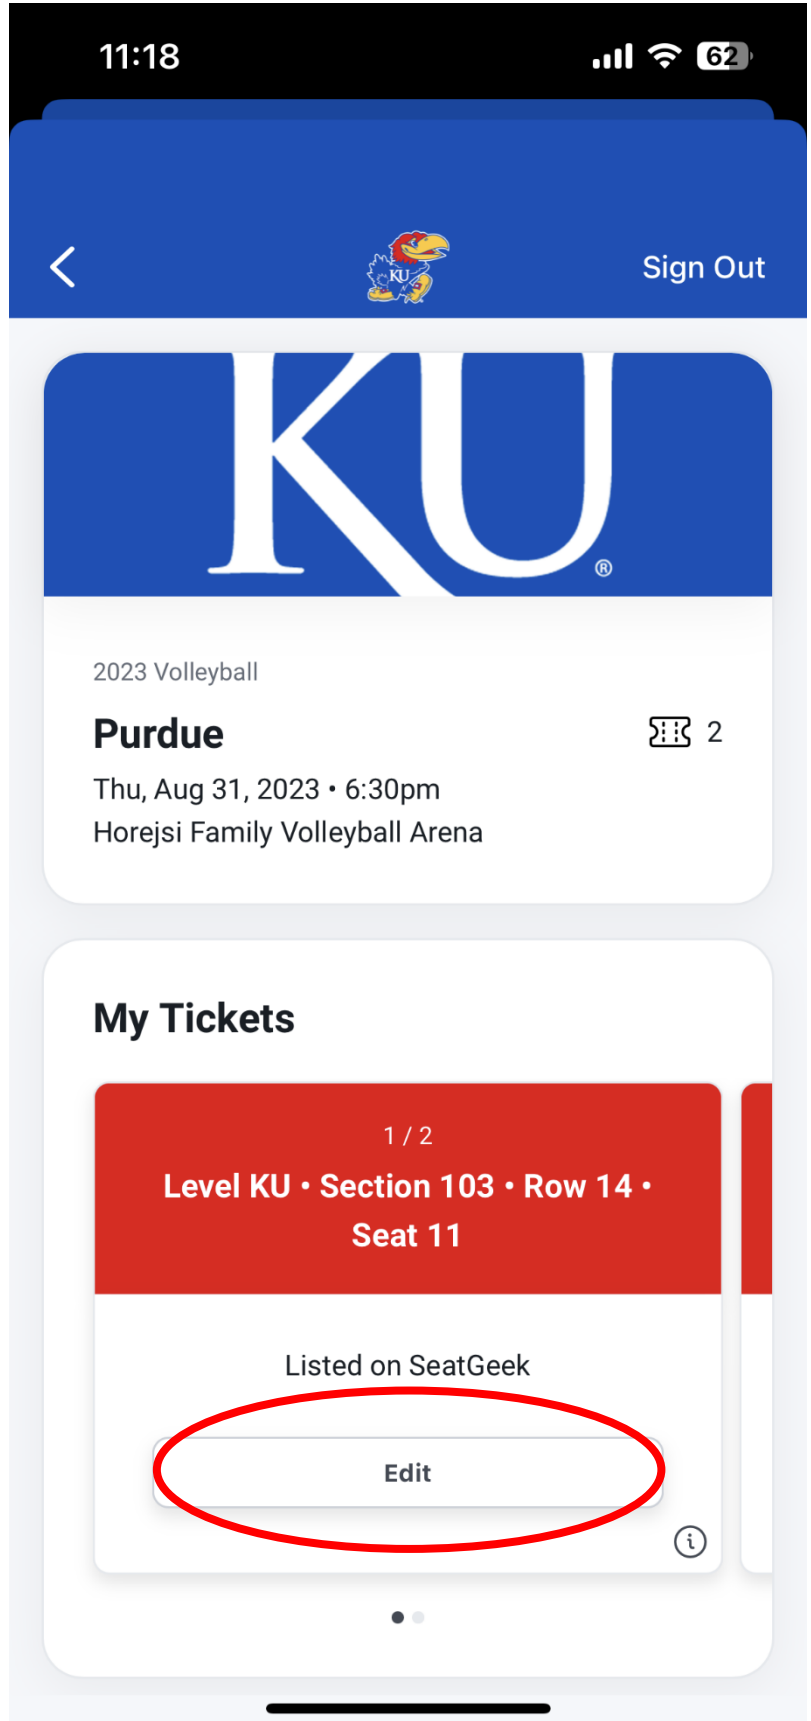 11:18
62
KU
Sign Out
KU®
2023 Volleyball
Purdue
2
Thu, Aug 31, 2023 • 6:30pm
Horejsi Family Volleyball Arena
My Tickets
1 / 2
Level KU • Section 103 • Row 14 •
Seat 11
Listed on SeatGeek
Edit